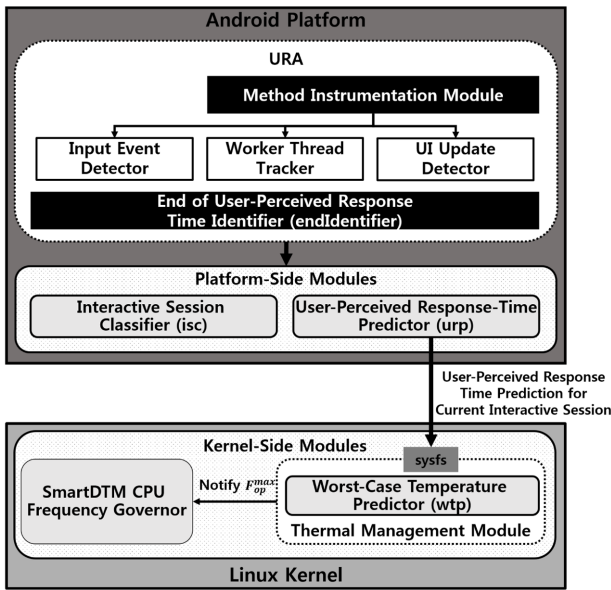 Android Platform
URA
Method Instrumentation Module
Input Event
Detector
Worker Thread
Tracker
UI Update
Detector
End of User-Perceived Response
Time Identifier (endIdentifier)
Platform-Side Modules
Interactive Session
Classifier (isc)
User-Perceived Response-Time
Predictor (urp)
User-Perceived Response
Time Prediction for
Current Interactive Session
Kernel-Side Modules
sysfs
SmartDTM CPU
Frequency Governor
Notify F_{op}^{max}
Worst-Case Temperature
Predictor (wtp)
Thermal Management Module
Linux Kernel